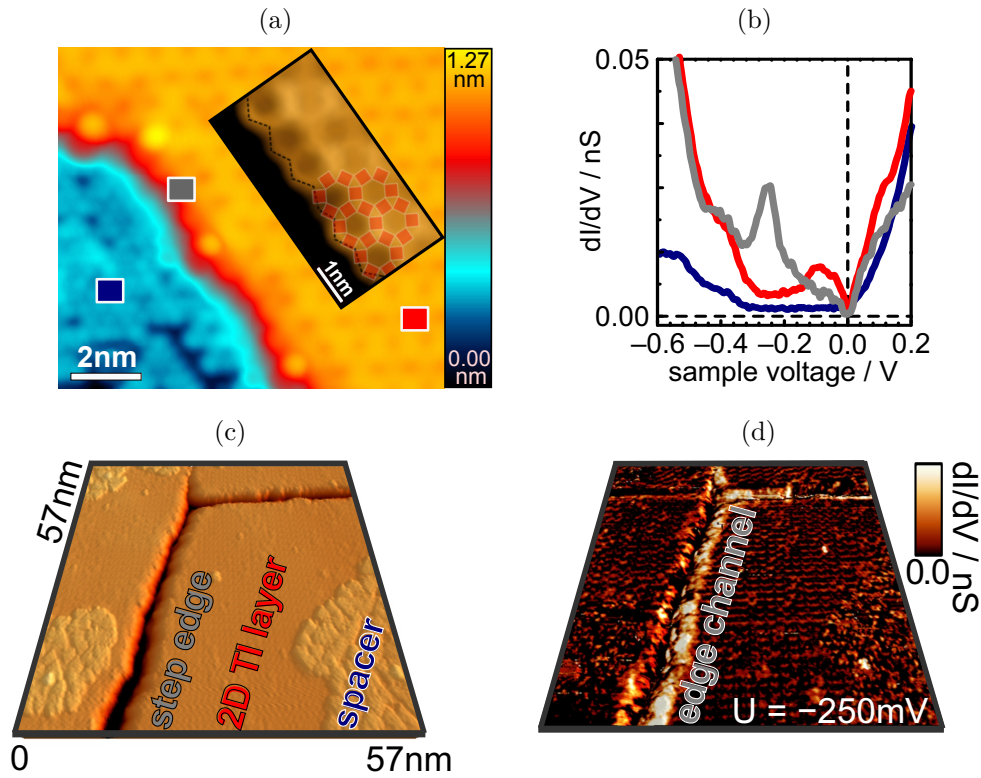 (a)
1.27
nm
1nm
2nm
0.00
nm
(b)
0.05
dI/dV / nS
0.00
−0.6 −0.4 −0.2 0.0 0.2
sample voltage / V
(c)
57nm
step edge
2D TI layer
spacer
0
57nm
(d)
edge channel
U = −250mV
0.0
dI/dV / nS